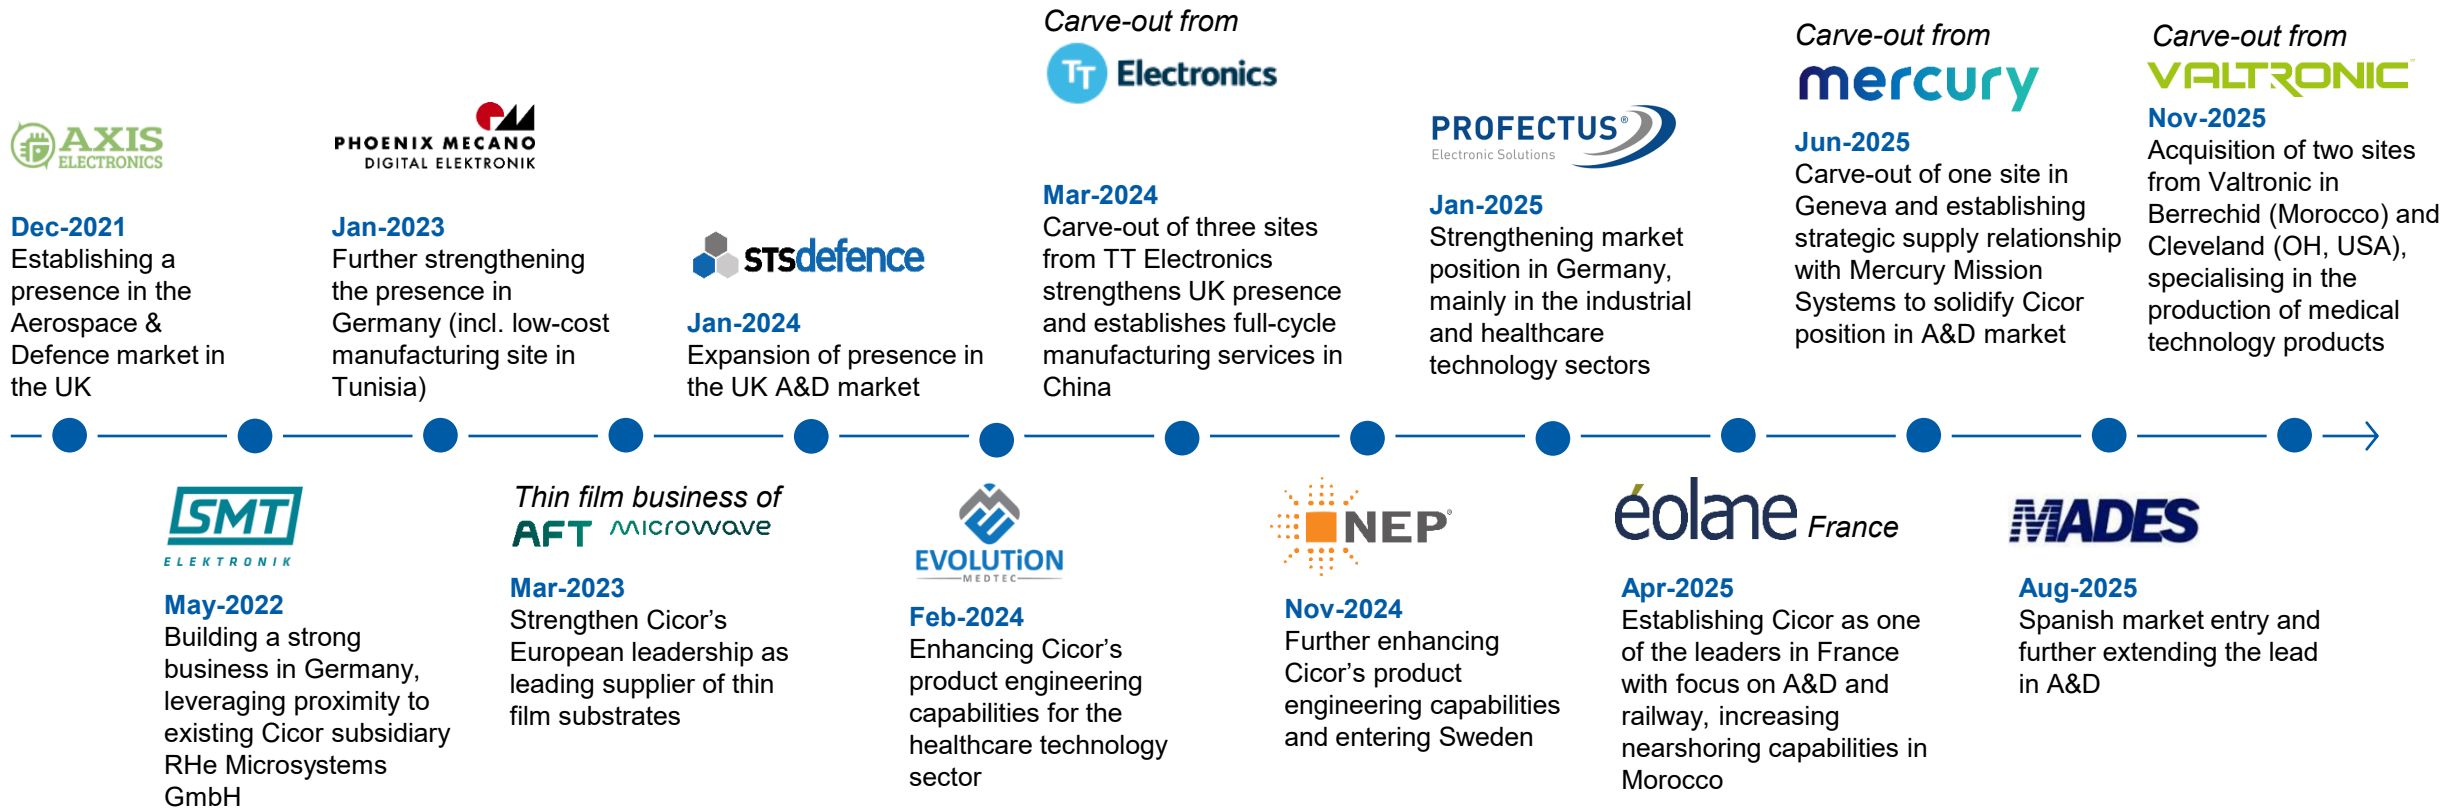 AXIS
ELECTRONICS
Dec-2021
Establishing a
presence in the
Aerospace &
Defence market in
the UK
SMT
ELEKTRONIK
May-2022
Building a strong
business in Germany,
leveraging proximity to
existing Cicor subsidiary
RHe Microsystems
GmbH
PHOENIX MECANO
DIGITAL ELEKTRONIK
Jan-2023
Further strengthening
the presence in
Germany (incl. low-cost
manufacturing site in
Tunisia)
Thin film business of
AFT microwave
Mar-2023
Strengthen Cicor’s
European leadership as
leading supplier of thin
film substrates
STSdefence
Jan-2024
Expansion of presence in
the UK A&D market
EVOLUTiON
MEDTEC
Feb-2024
Enhancing Cicor’s
product engineering
capabilities for the
healthcare technology
sector
Carve-out from
TT Electronics
Mar-2024
Carve-out of three sites
from TT Electronics
strengthens UK presence
and establishes full-cycle
manufacturing services in
China
NEP®
Nov-2024
Further enhancing
Cicor’s product
engineering capabilities
and entering Sweden
PROFECTUS®
Electronic Solutions
Jan-2025
Strengthening market
position in Germany,
mainly in the industrial
and healthcare
technology sectors
éolane France
Apr-2025
Establishing Cicor as one
of the leaders in France
with focus on A&D and
railway, increasing
nearshoring capabilities in
Morocco
Carve-out from
mercury
Jun-2025
Carve-out of one site in
Geneva and establishing
strategic supply relationship
with Mercury Mission
Systems to solidify Cicor
position in A&D market
MADES
Aug-2025
Spanish market entry and
further extending the lead
in A&D
Carve-out from
VALTRONIC™
Nov-2025
Acquisition of two sites
from Valtronic in
Berrechid (Morocco) and
Cleveland (OH, USA),
specialising in the
production of medical
technology products